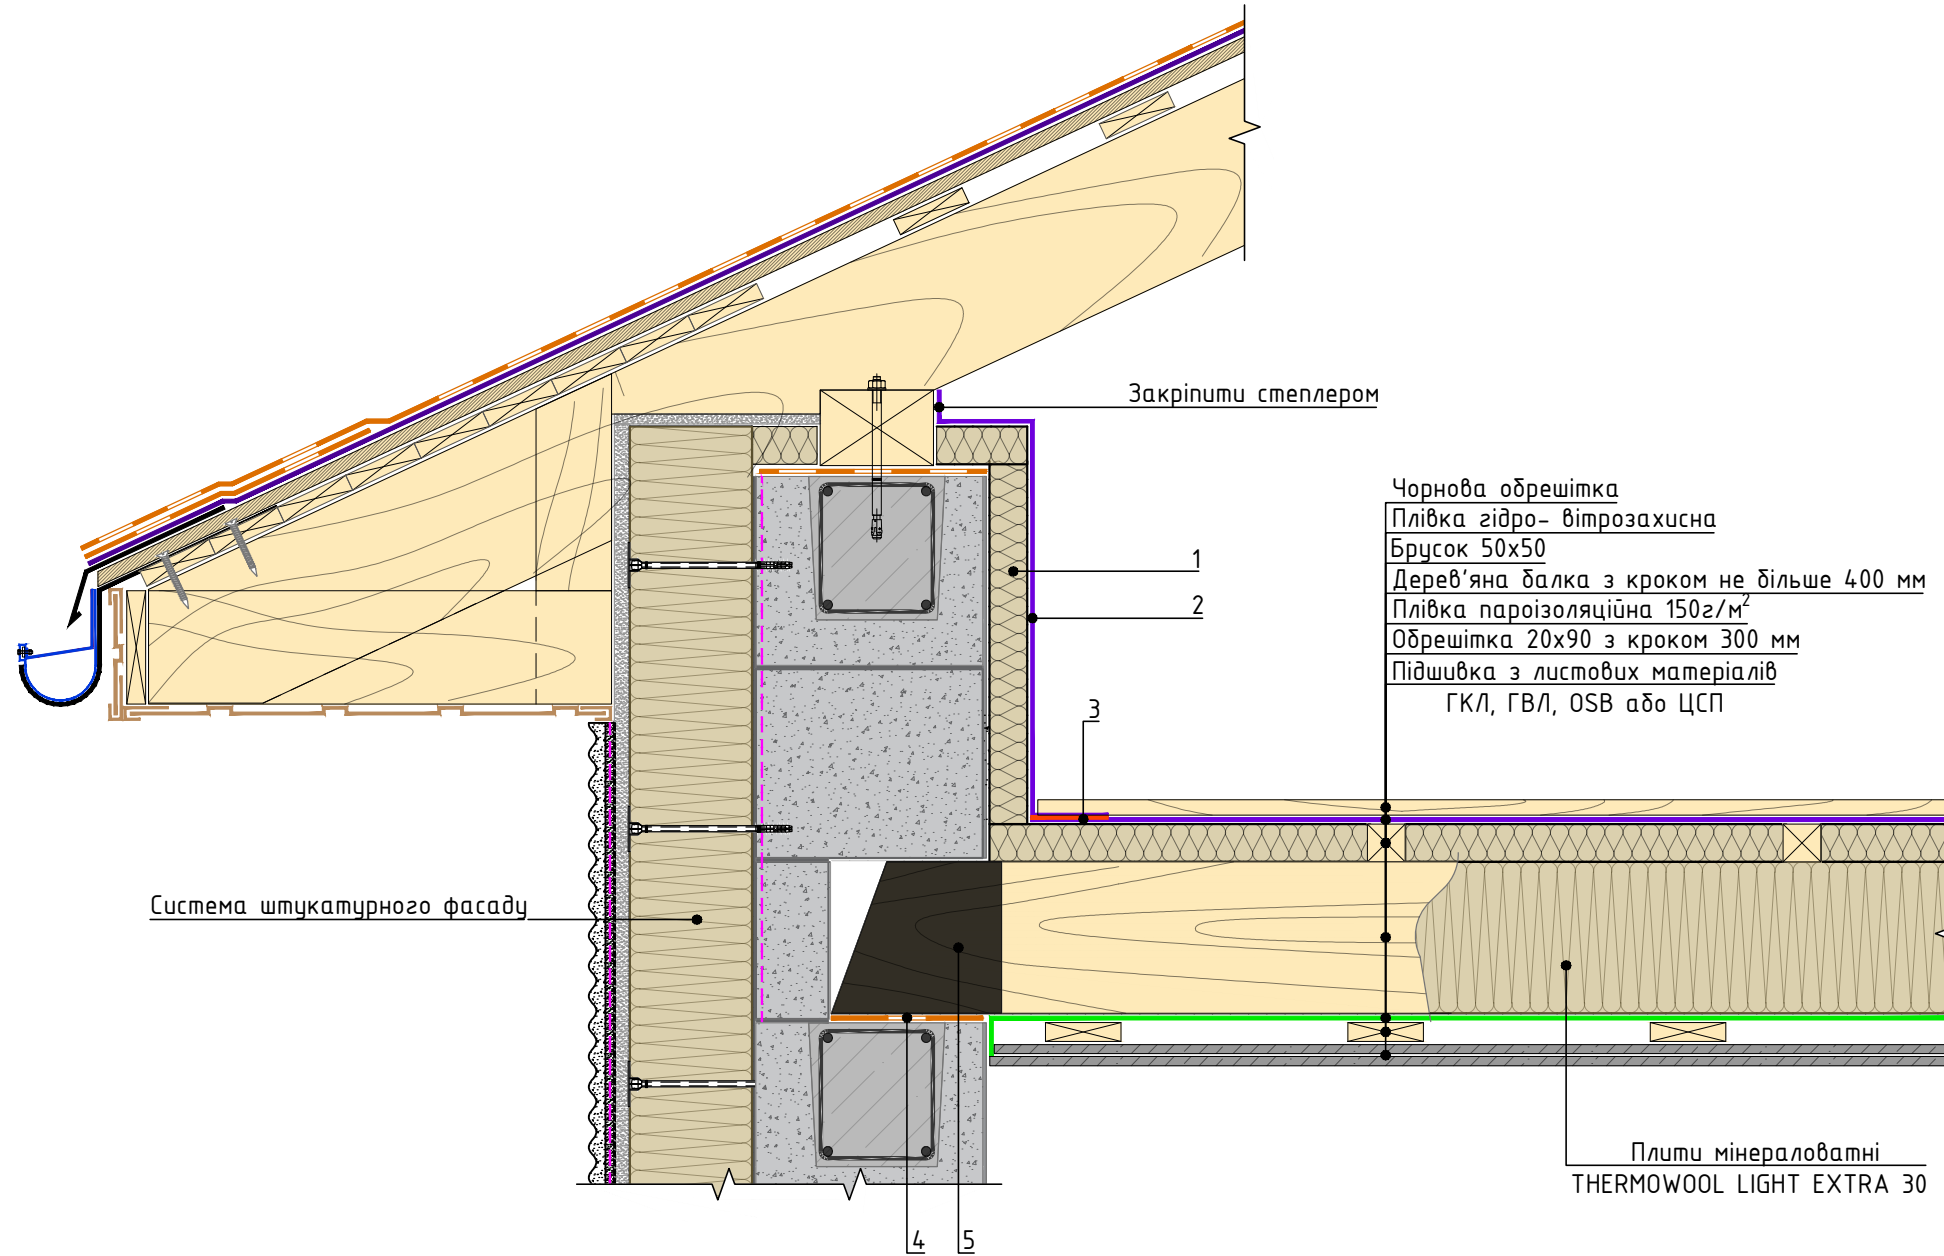 Закріпити степлером
Чорнова обрешітка
Плівка гідро- вітрозахисна
Брусок 50х50
Дерев'яна балка з кроком не більше 400 мм
Плівка пароізоляційна 150г/м²
Обрешітка 20х90 з кроком 300 мм
Підшивка з листових матеріалів
ГКЛ, ГВЛ, OSB або ЦСП
1
2
3
Система штукатурного фасаду
Плити мінераловатні
THERMOWOOL LIGHT EXTRA 30
4
5